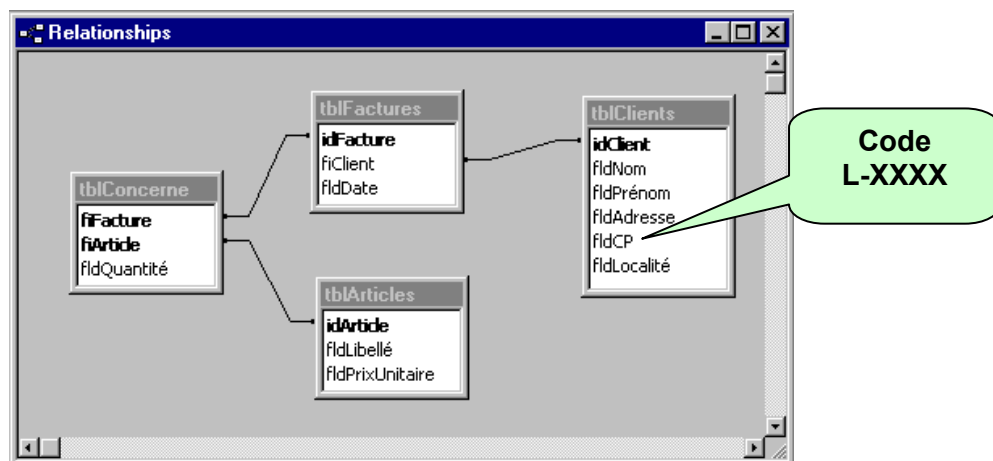 Relationships
tblFactures
idFacture
fiClient
fldDate
tblClients
idClient
fldNom
fldPrénom
fldAdresse
fldCP
fldLocalité
Code
L-XXXX
tblConcerne
fiFacture
fiArticle
fldQuantité
tblArticles
idArticle
fldLibellé
fldPrixUnitaire